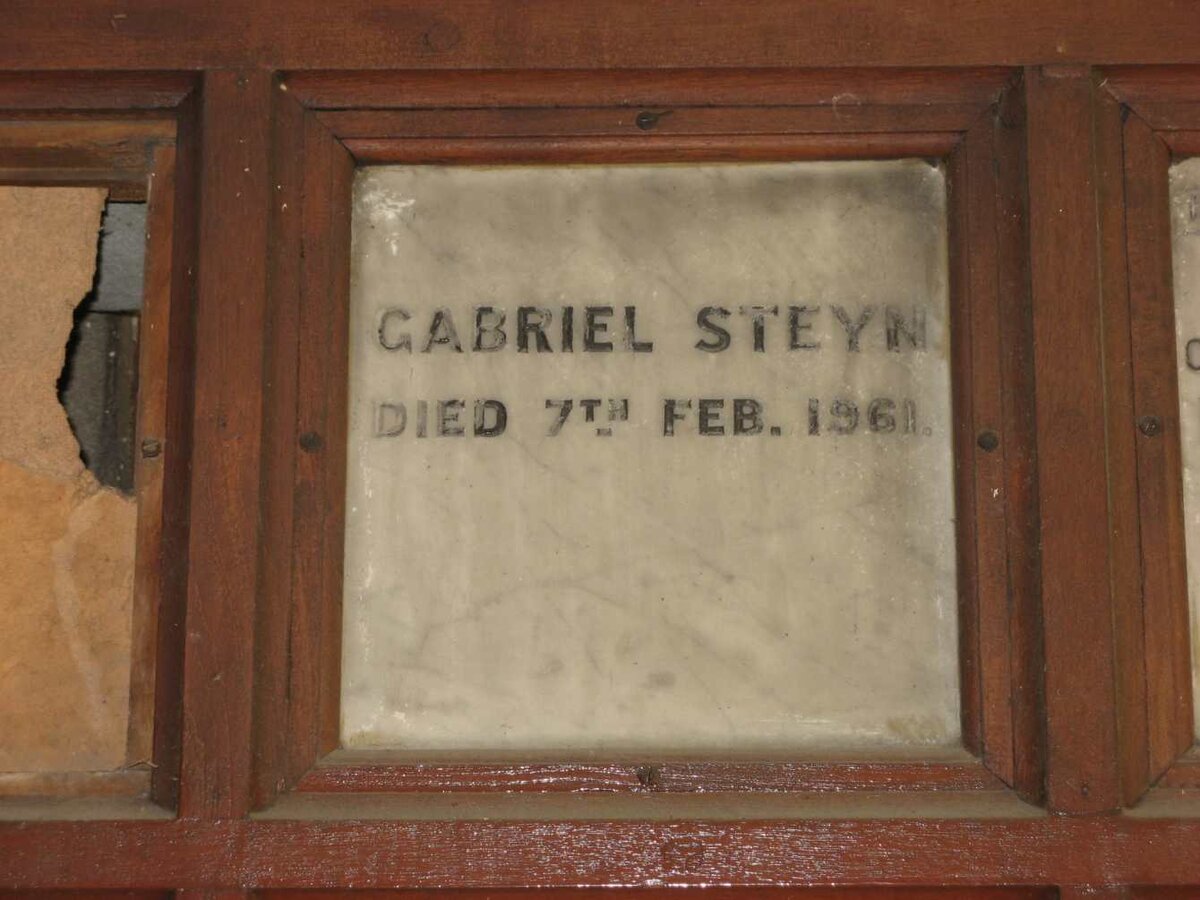 GABRIEL STEYN
DIED 7TH FEB. 1961.